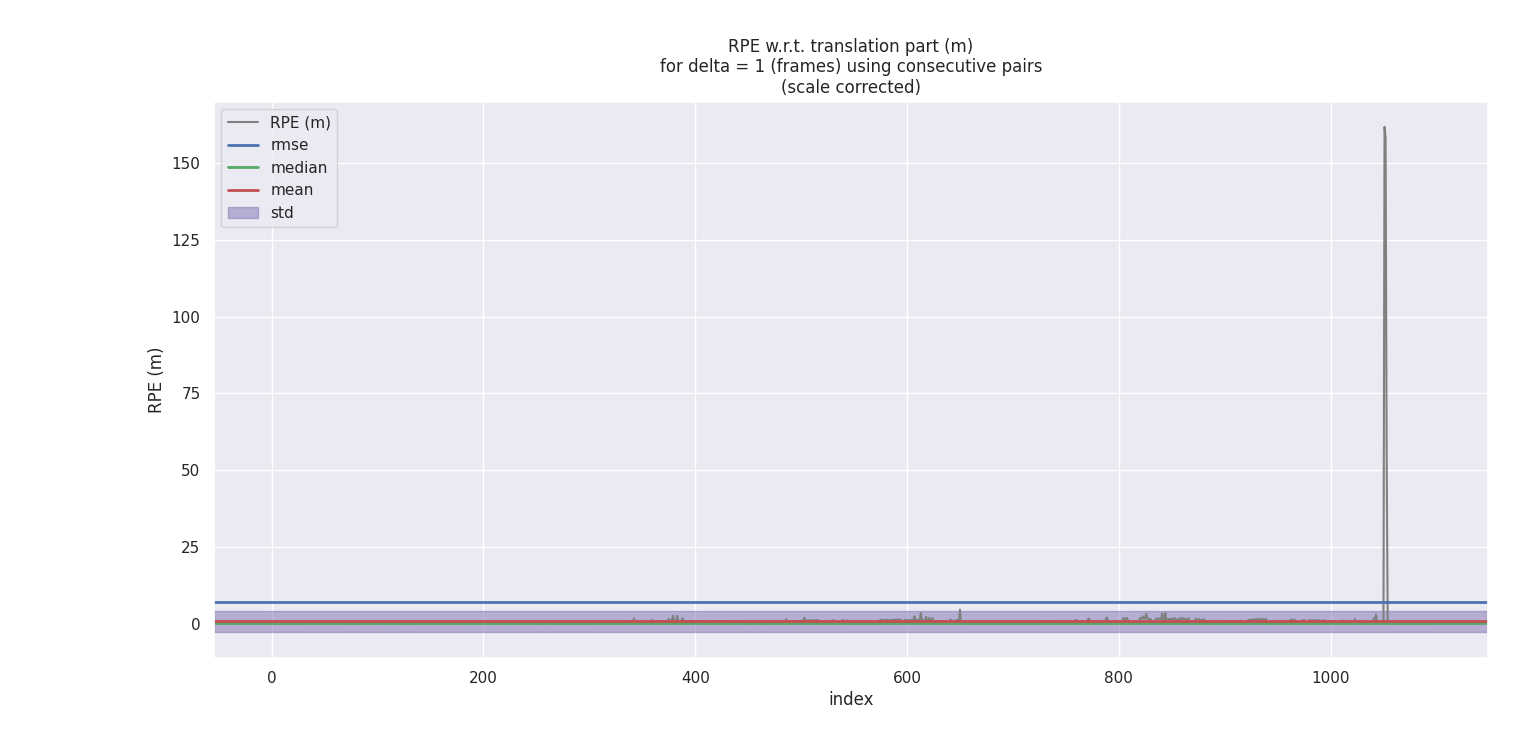 RPE w.r.t. translation part (m)
for delta = 1 (frames) using consecutive pairs
(scale corrected)
RPE (m)
rmse
median
mean
std
150
125
100
75
50
25
0
RPE (m)
0
200
400
600
800
1000
index